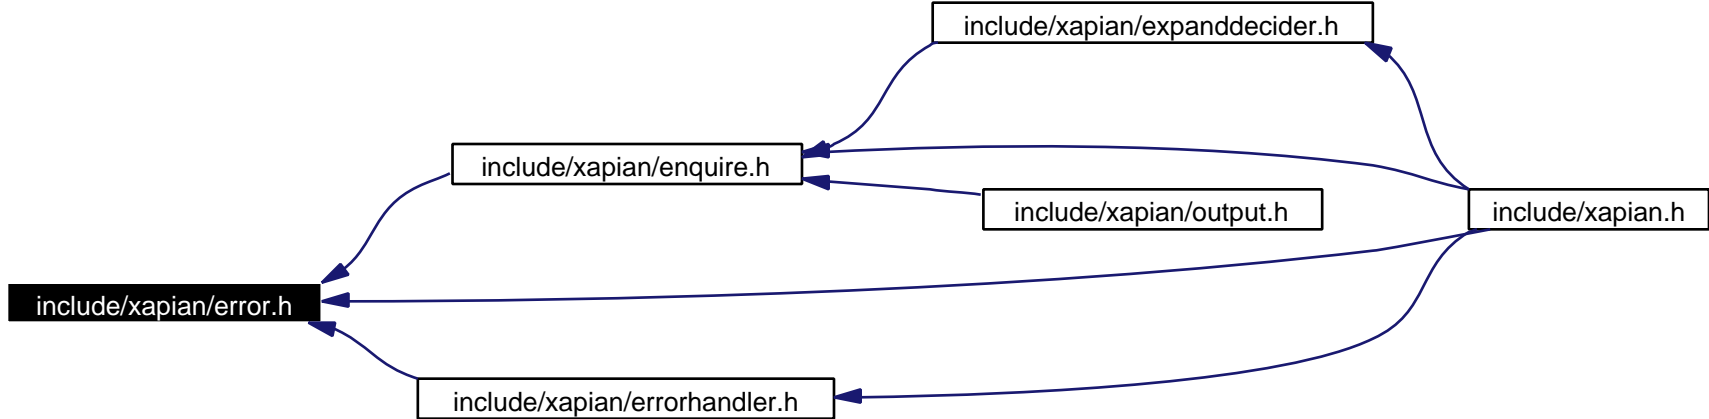 include/xapian/expanddecider.h
include/xapian/enquire.h
include/xapian/output.h
include/xapian.h
include/xapian/error.h
include/xapian/errorhandler.h